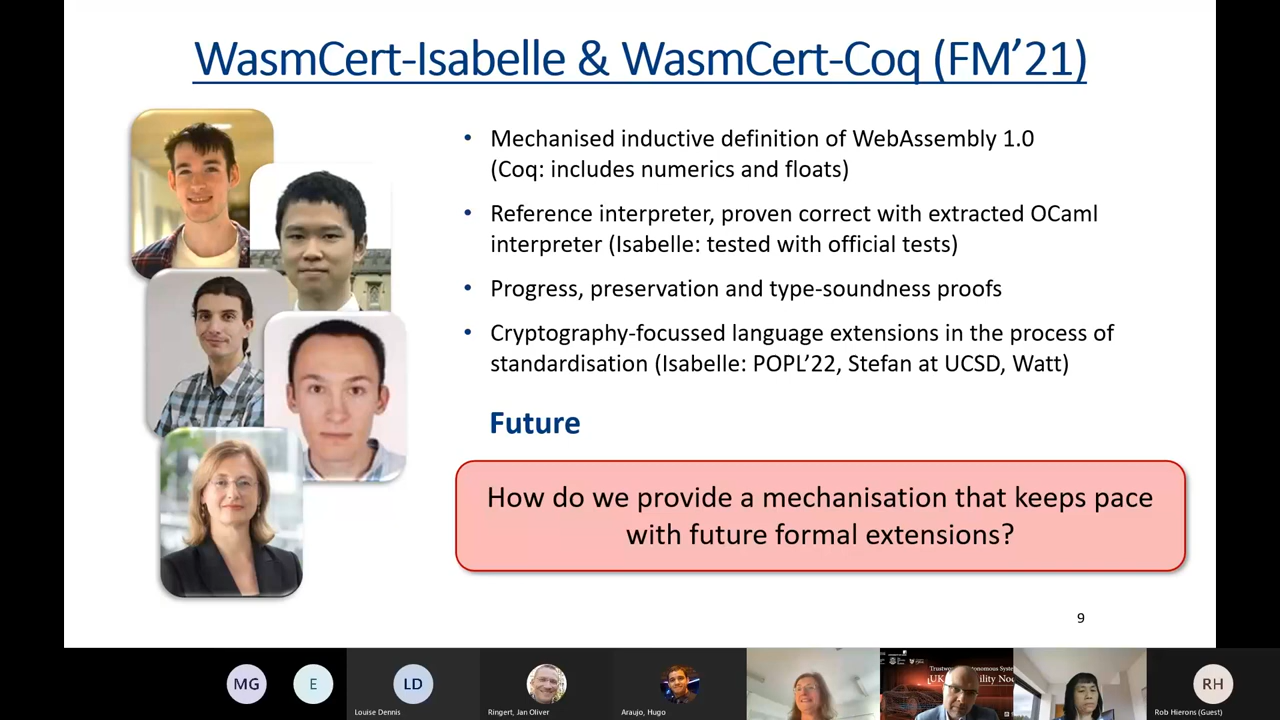 WasmCert-Isabelle & WasmCert-Coq (FM'21)
• Mechanised inductive definition of WebAssembly 1.0
(Coq: includes numerics and floats)
• Reference interpreter, proven correct with extracted OCaml
interpreter (Isabelle: tested with official tests)
• Progress, preservation and type-soundness proofs
• Cryptography-focussed language extensions in the process of
standardisation (Isabelle: POPL'22, Stefan at UCSD, Watt)
Future
How do we provide a mechanisation that keeps pace
with future formal extensions?
9
MG
E
LD
Louise Dennis
Ringert, Jan Oliver
Araujo, Hugo
RH
Rob Hierons (Guest)